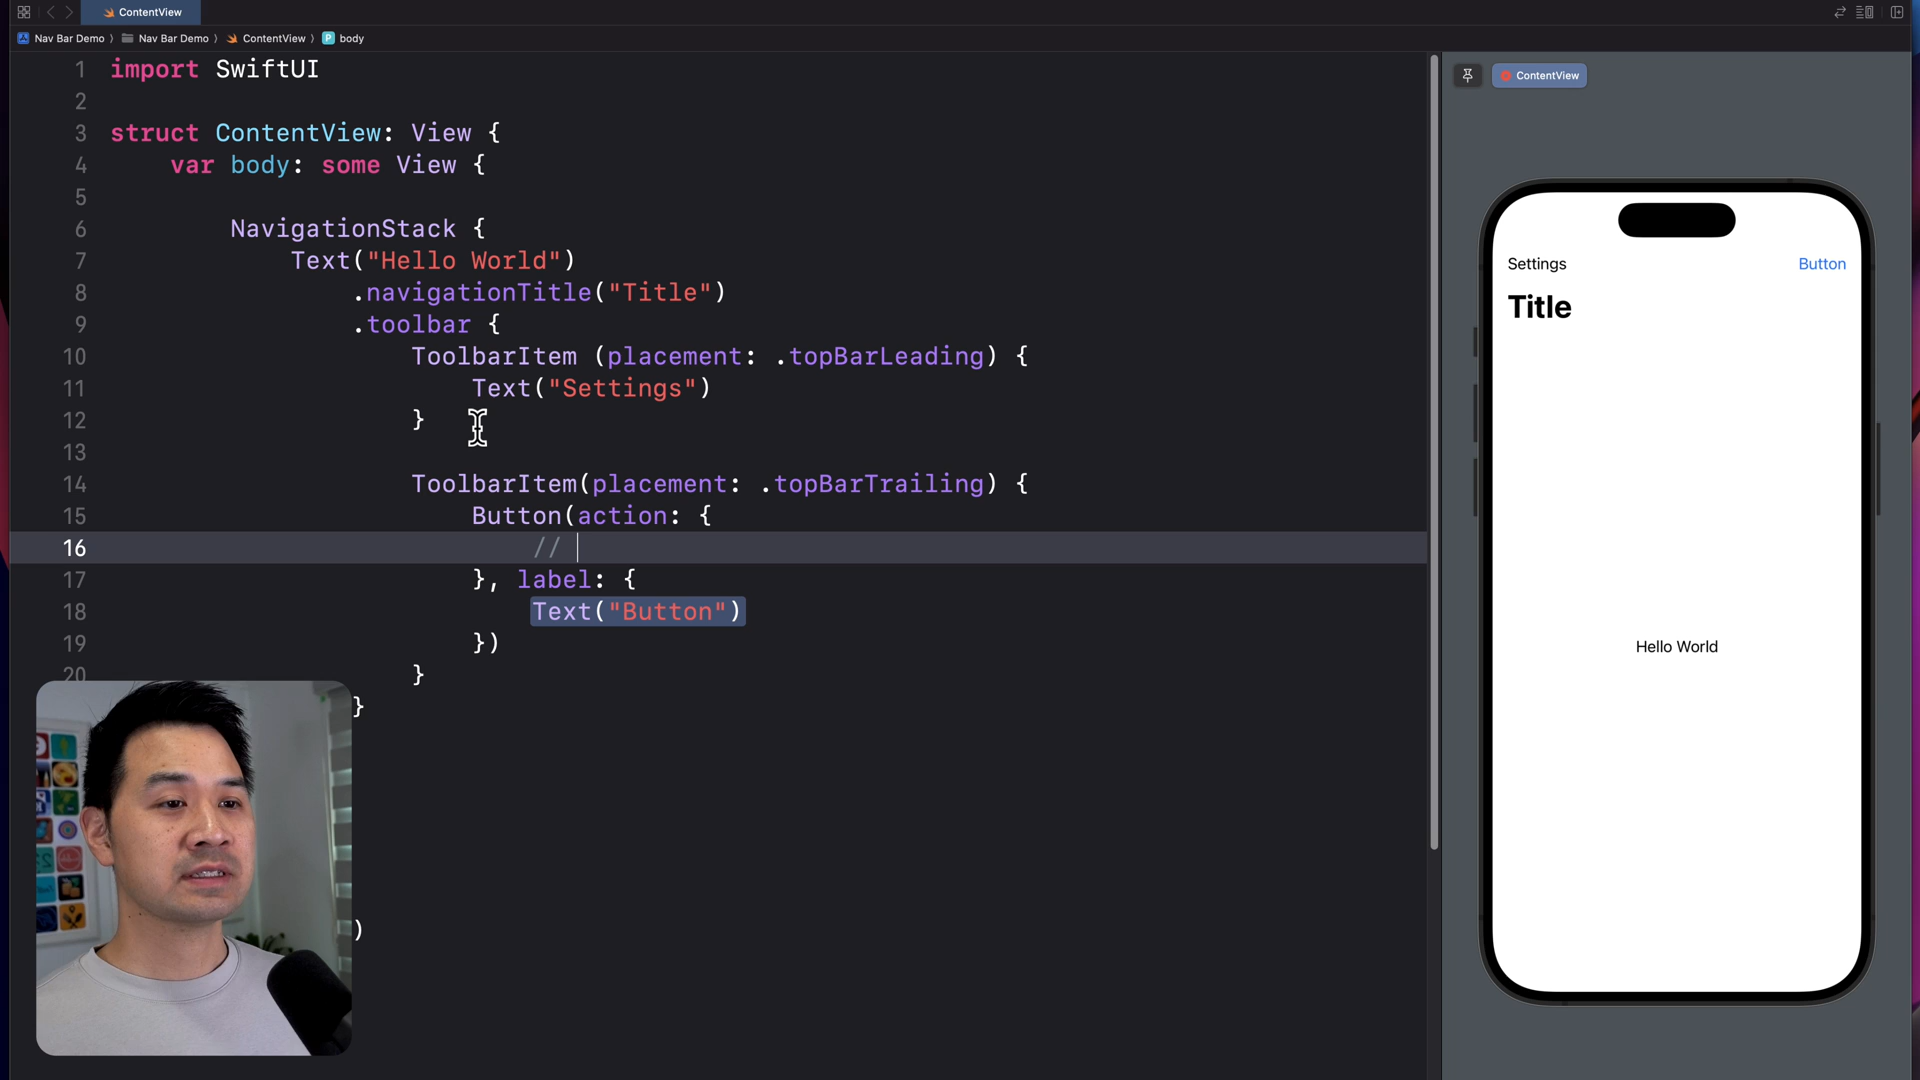 ContentView
Nav Bar Demo ⟩ Nav Bar Demo ⟩ ContentView ⟩ P body
1 import SwiftUI
2
3 struct ContentView: View {
4 var body: some View {
5
6 NavigationStack {
7 Text("Hello World")
8 .navigationTitle("Title")
9 .toolbar {
10 ToolbarItem (placement: .topBarLeading) {
11 Text("Settings")
12 }
13
14 ToolbarItem(placement: .topBarTrailing) {
15 Button(action: {
16 //
17 }, label: {
18 Text("Button")
19 })
20 }
}
)
ContentView
Settings
Button
Title
Hello World